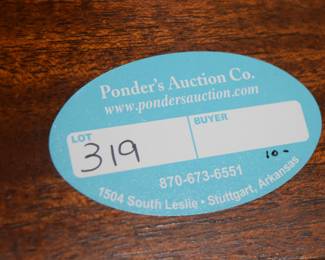 Ponder's Auction Co.
www.pondersauction.com
LOT BUYER
319
10-
870-673-6551
1504 South Leslie • Stuttgart, Arkansas